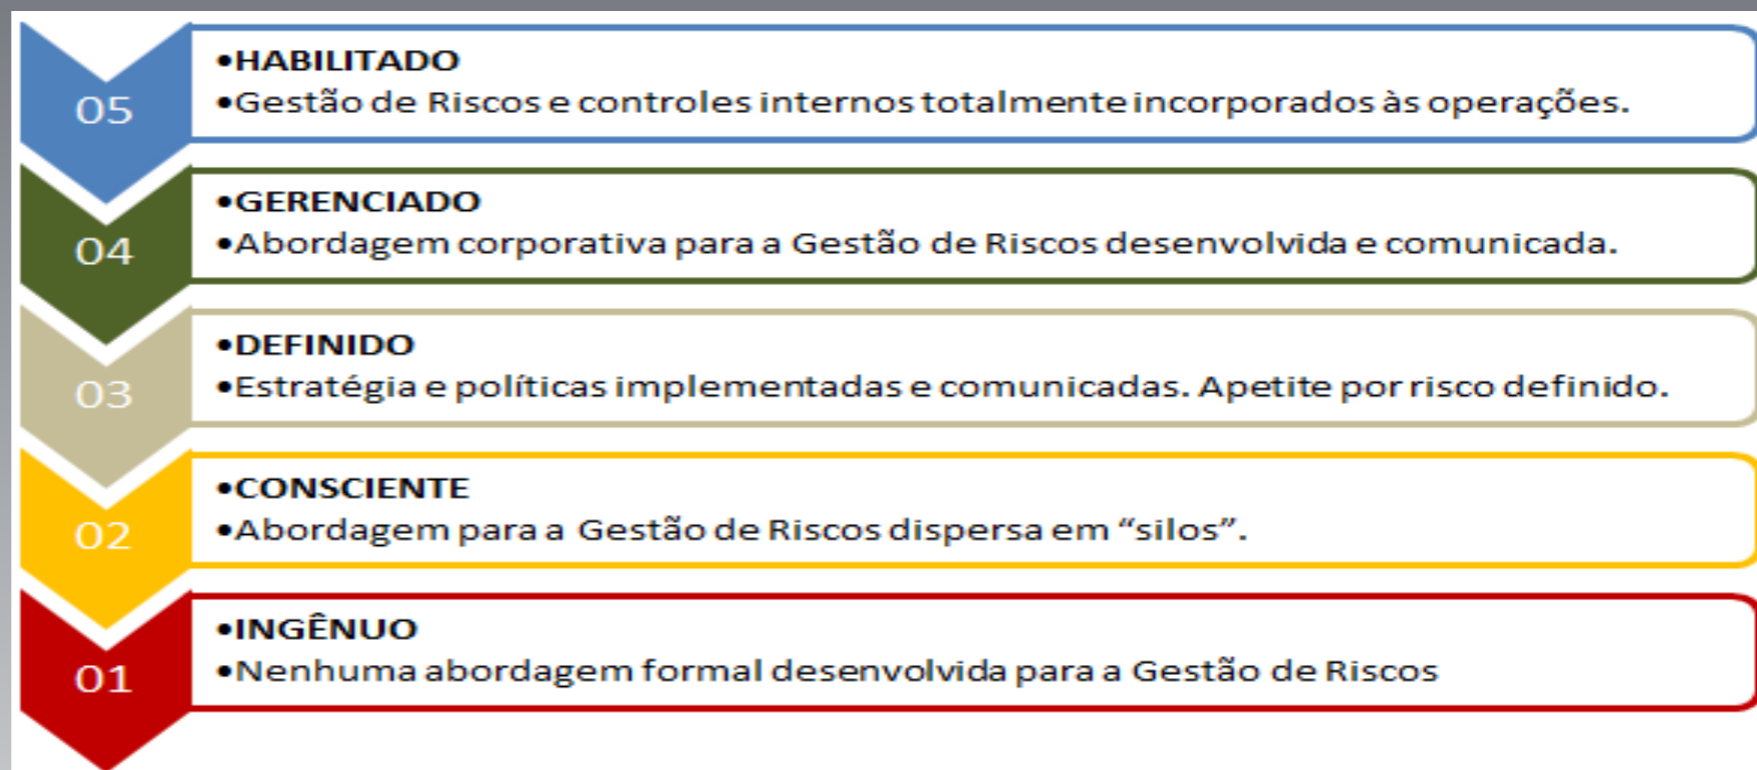 05
•HABILITADO
•Gestão de Riscos e controles internos totalmente incorporados às operações.
04
•GERENCIADO
•Abordagem corporativa para a Gestão de Riscos desenvolvida e comunicada.
03
•DEFINIDO
•Estratégia e políticas implementadas e comunicadas. Apetite por risco definido.
02
•CONSCIENTE
•Abordagem para a Gestão de Riscos dispersa em “silos”.
01
•INGÊNUO
•Nenhuma abordagem formal desenvolvida para a Gestão de Riscos